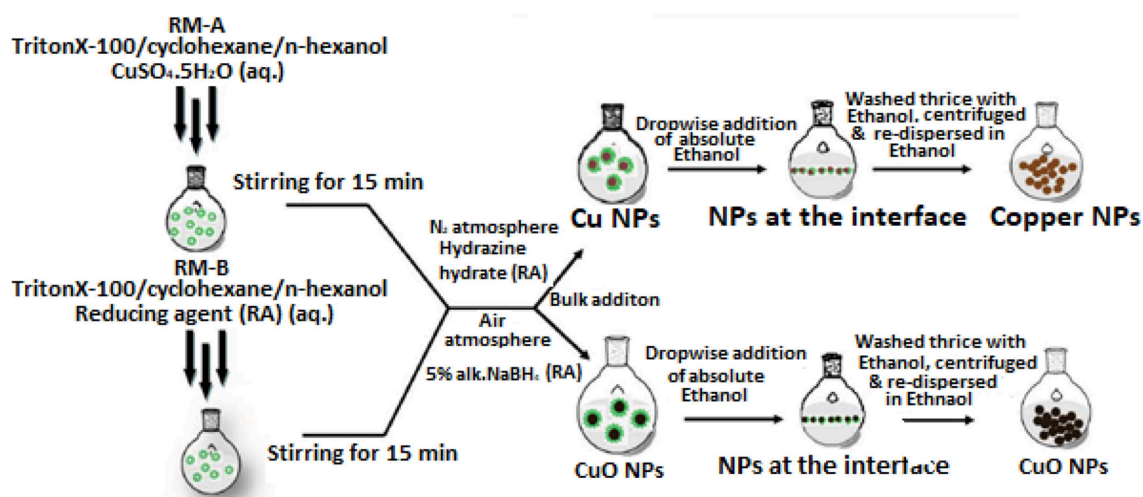 RM-A
TritonX-100/cyclohexane/n-hexanol
CuSO₄.5H₂O (aq.)
Stirring for 15 min
RM-B
TritonX-100/cyclohexane/n-hexanol
Reducing agent (RA) (aq.)
Stirring for 15 min
N₂ atmosphere
Hydrazine
hydrate (RA)
Bulk additon
Air
atmosphere
5% alk.NaBH₄ (RA)
Cu NPs
Dropwise addition
of absolute
Ethanol
NPs at the interface
Washed thrice with
Ethanol, centrifuged
& re-dispersed in
Ethanol
Copper NPs
CuO NPs
Dropwise addition
of absolute
Ethanol
NPs at the interface
Washed thrice with
Ethanol, centrifuged
& re-dispersed
in Ethnaol
CuO NPs